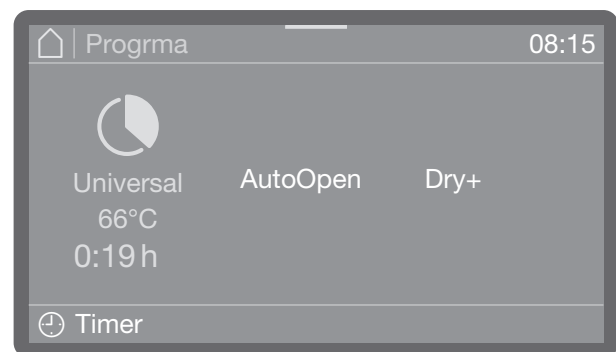 Progrma 08:15
Universal AutoOpen Dry+
66°C
0:19 h
Timer